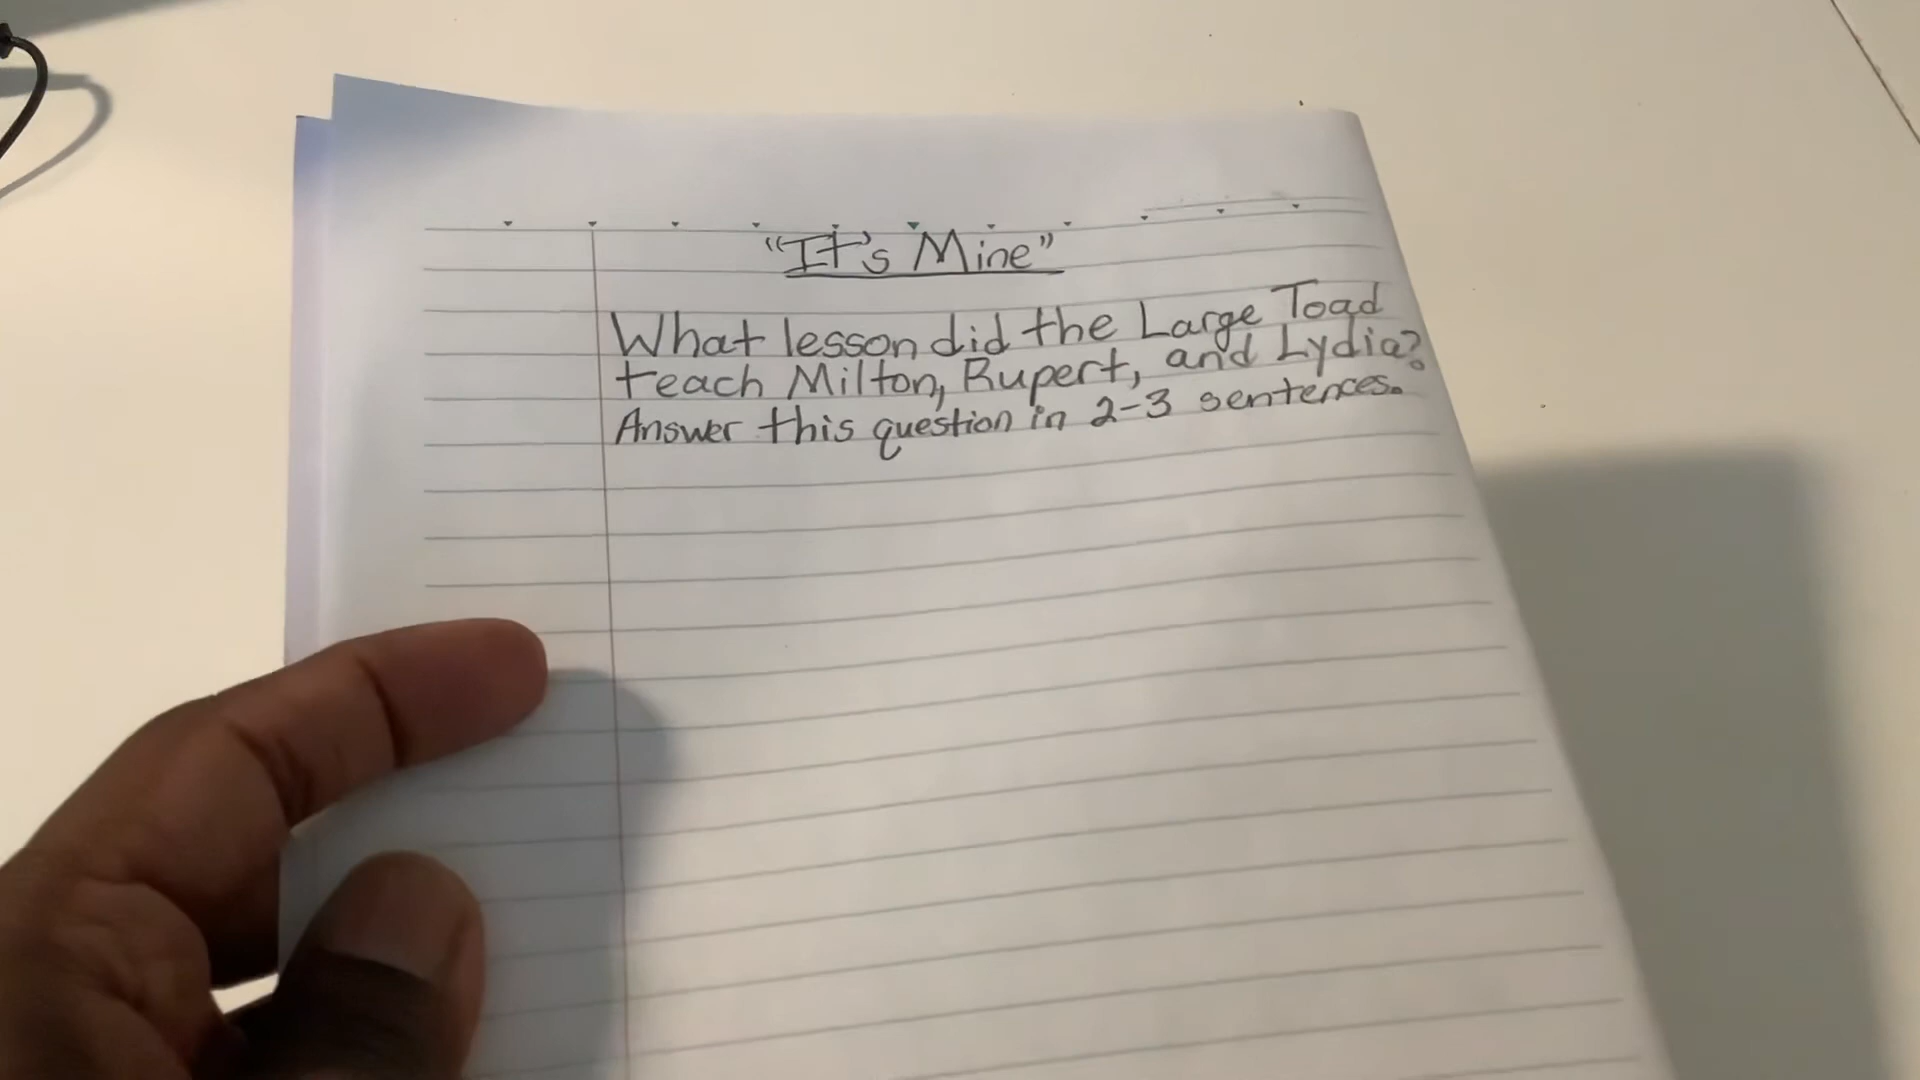 "It's Mine"
What lesson did the Large Toad
teach Milton, Rupert, and Lydia?
Answer this question in 2-3 sentences.